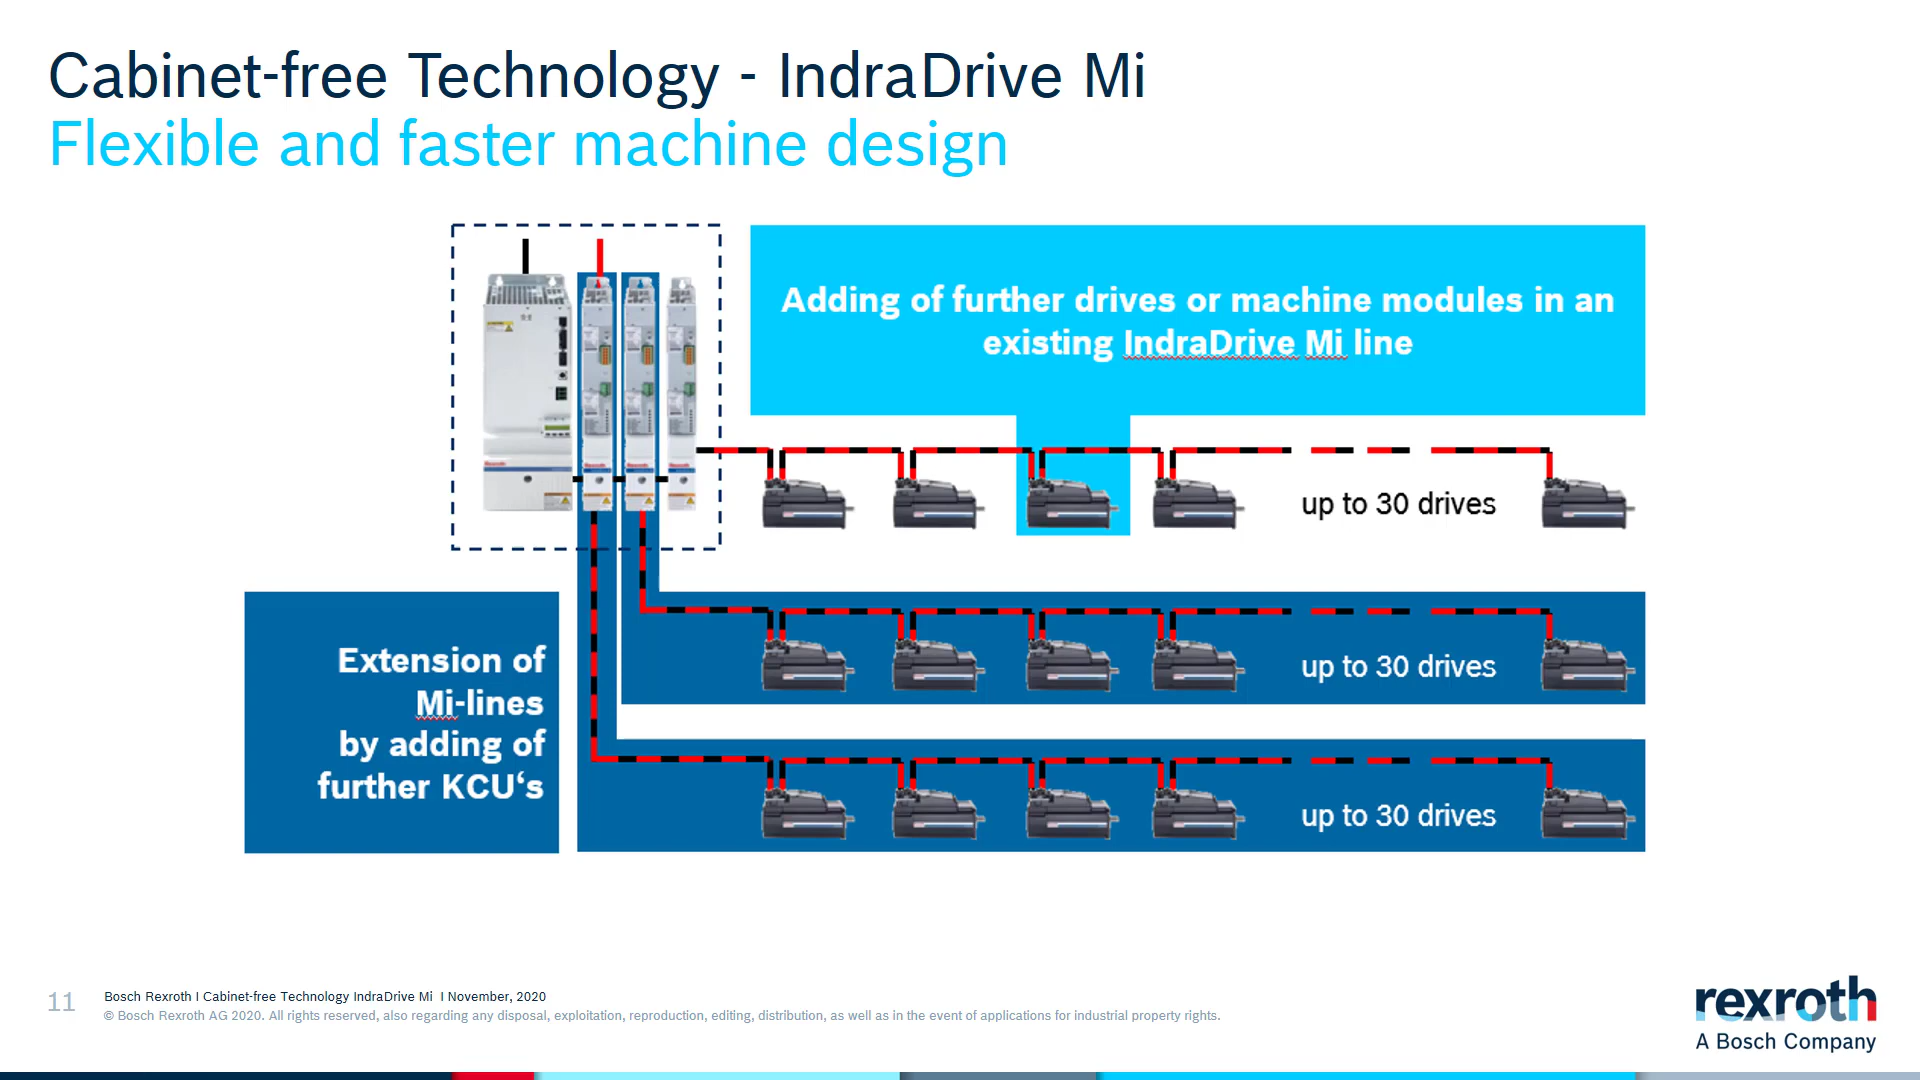 Cabinet-free Technology - IndraDrive Mi
Flexible and faster machine design
Adding of further drives or machine modules in an
existing IndraDrive Mi line
up to 30 drives
Extension of
Mi-lines
by adding of
further KCU‘s
up to 30 drives
up to 30 drives
11
Bosch Rexroth I Cabinet-free Technology IndraDrive Mi I November, 2020
© Bosch Rexroth AG 2020. All rights reserved, also regarding any disposal, exploitation, reproduction, editing, distribution, as well as in the event of applications for industrial property rights.
rexroth
A Bosch Company